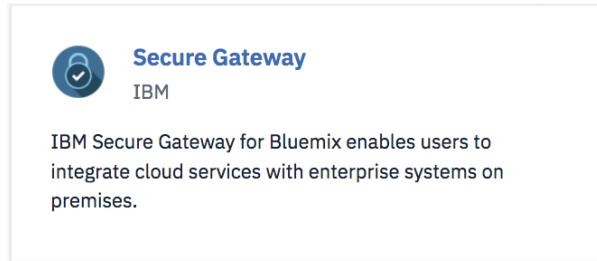 Secure Gateway
IBM
IBM Secure Gateway for Bluemix enables users to
integrate cloud services with enterprise systems on
premises.